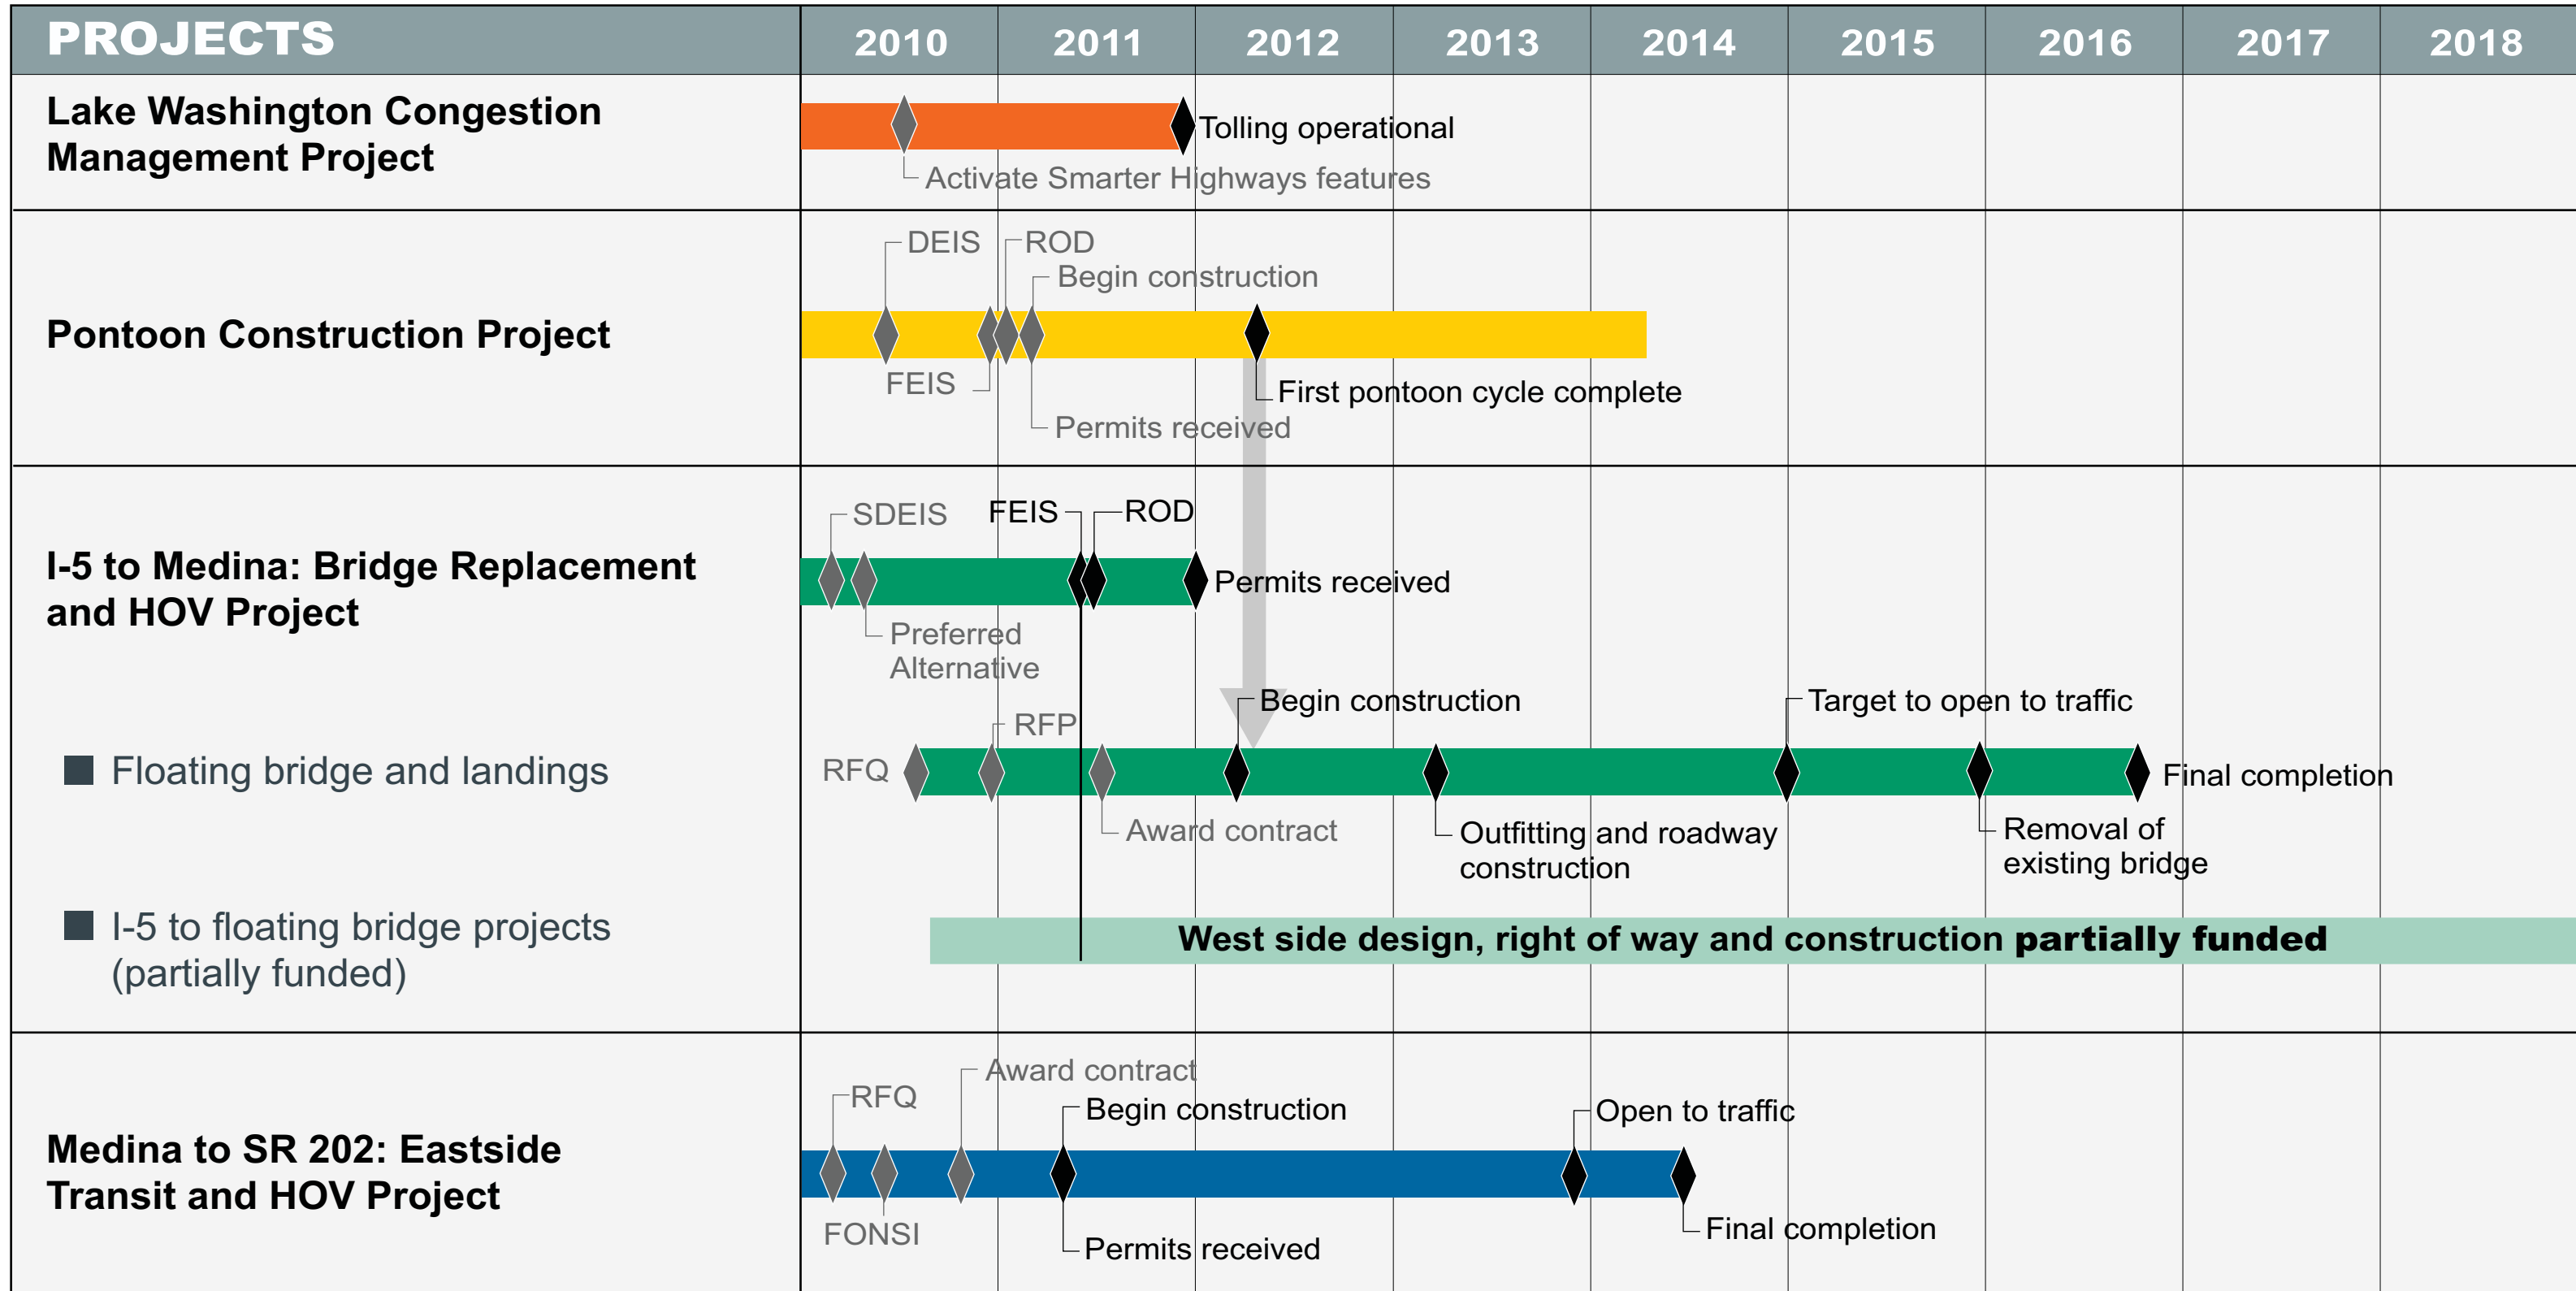 PROJECTS 2010 2011 2012 2013 2014 2015 2016 2017 2018
Lake Washington Congestion
Management Project
Tolling operational
Activate Smarter Highways features
Pontoon Construction Project
DEIS
ROD
Begin construction
FEIS
First pontoon cycle complete
Permits received
I-5 to Medina: Bridge Replacement
and HOV Project
SDEIS
FEIS
ROD
Permits received
Preferred
Alternative
Floating bridge and landings
RFQ
RFP
Begin construction
Target to open to traffic
Final completion
Award contract
Outfitting and roadway
construction
Removal of
existing bridge
I-5 to floating bridge projects
(partially funded)
West side design, right of way and construction partially funded
Medina to SR 202: Eastside
Transit and HOV Project
RFQ
Award contract
Begin construction
Open to traffic
FONSI
Permits received
Final completion